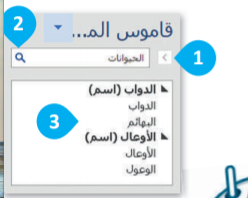 قاموس الم...
2
الحيوانات
1
الدواب (اسم)
الدواب
البهائم
3
الأوعال (اسم)
الأوعال
الوعول